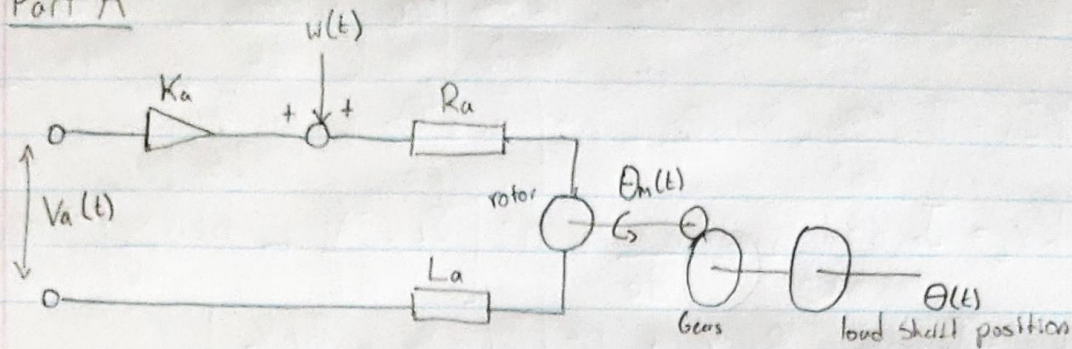 Part A
w(t)
Ka
+ +
Ra
rotor
θm(t)
Va(t)
La
Gears
θ(t)
load shaft position